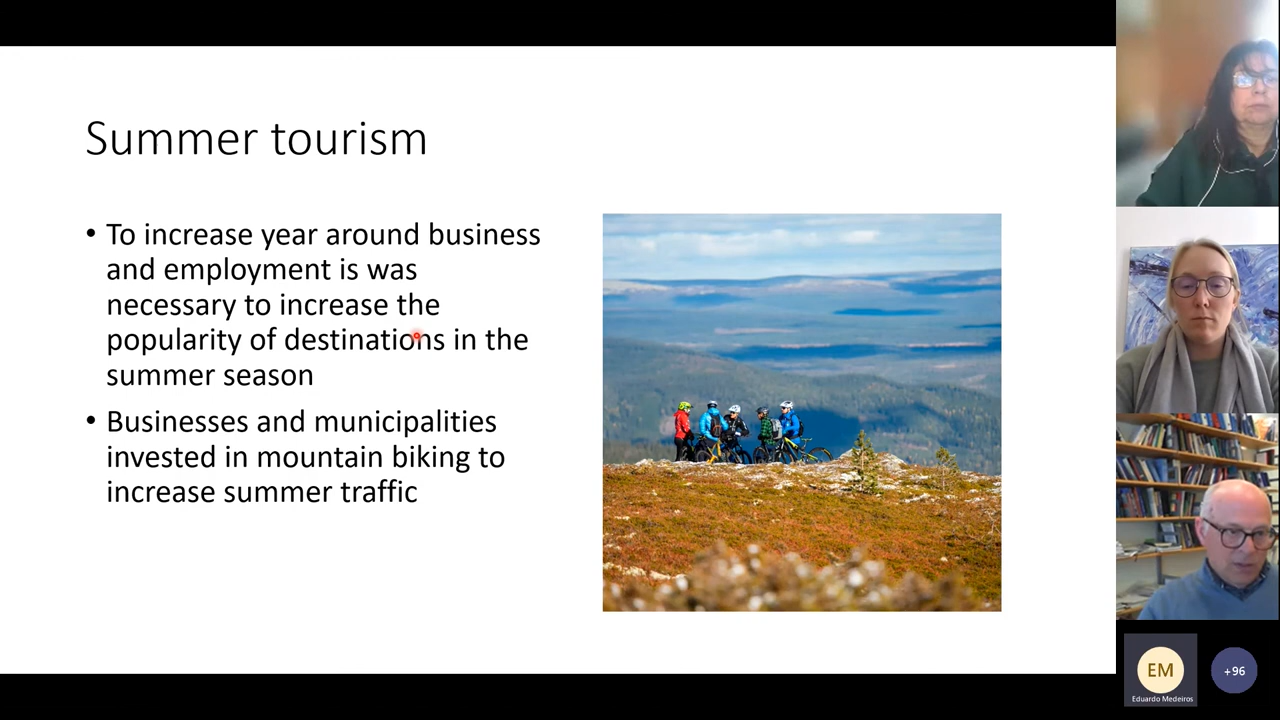 Summer tourism
• To increase year around business
and employment is was
necessary to increase the
popularity of destinations in the
summer season
• Businesses and municipalities
invested in mountain biking to
increase summer traffic
EM
Eduardo Medeiros
+96